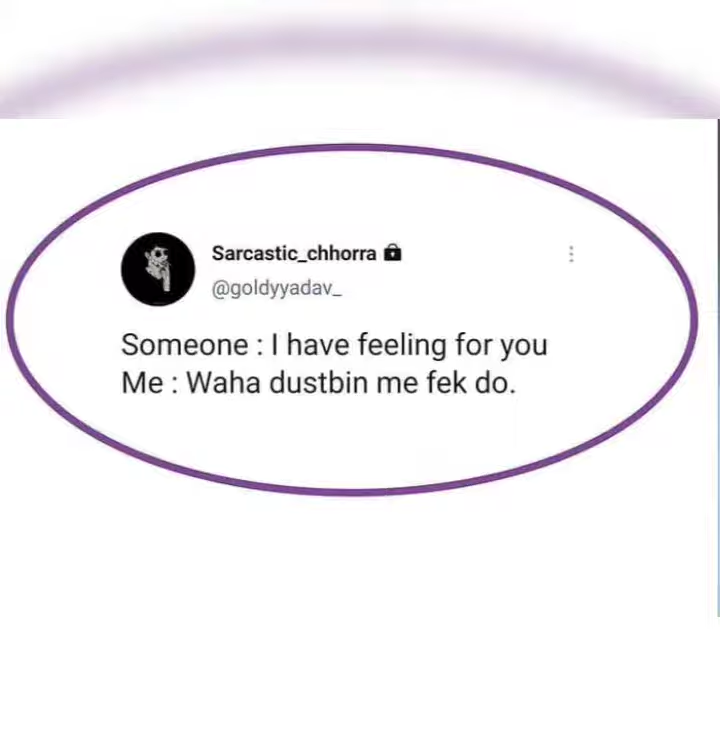 Sarcastic_chhorra
@goldyyadav_
Someone : I have feeling for you
Me : Waha dustbin me fek do.